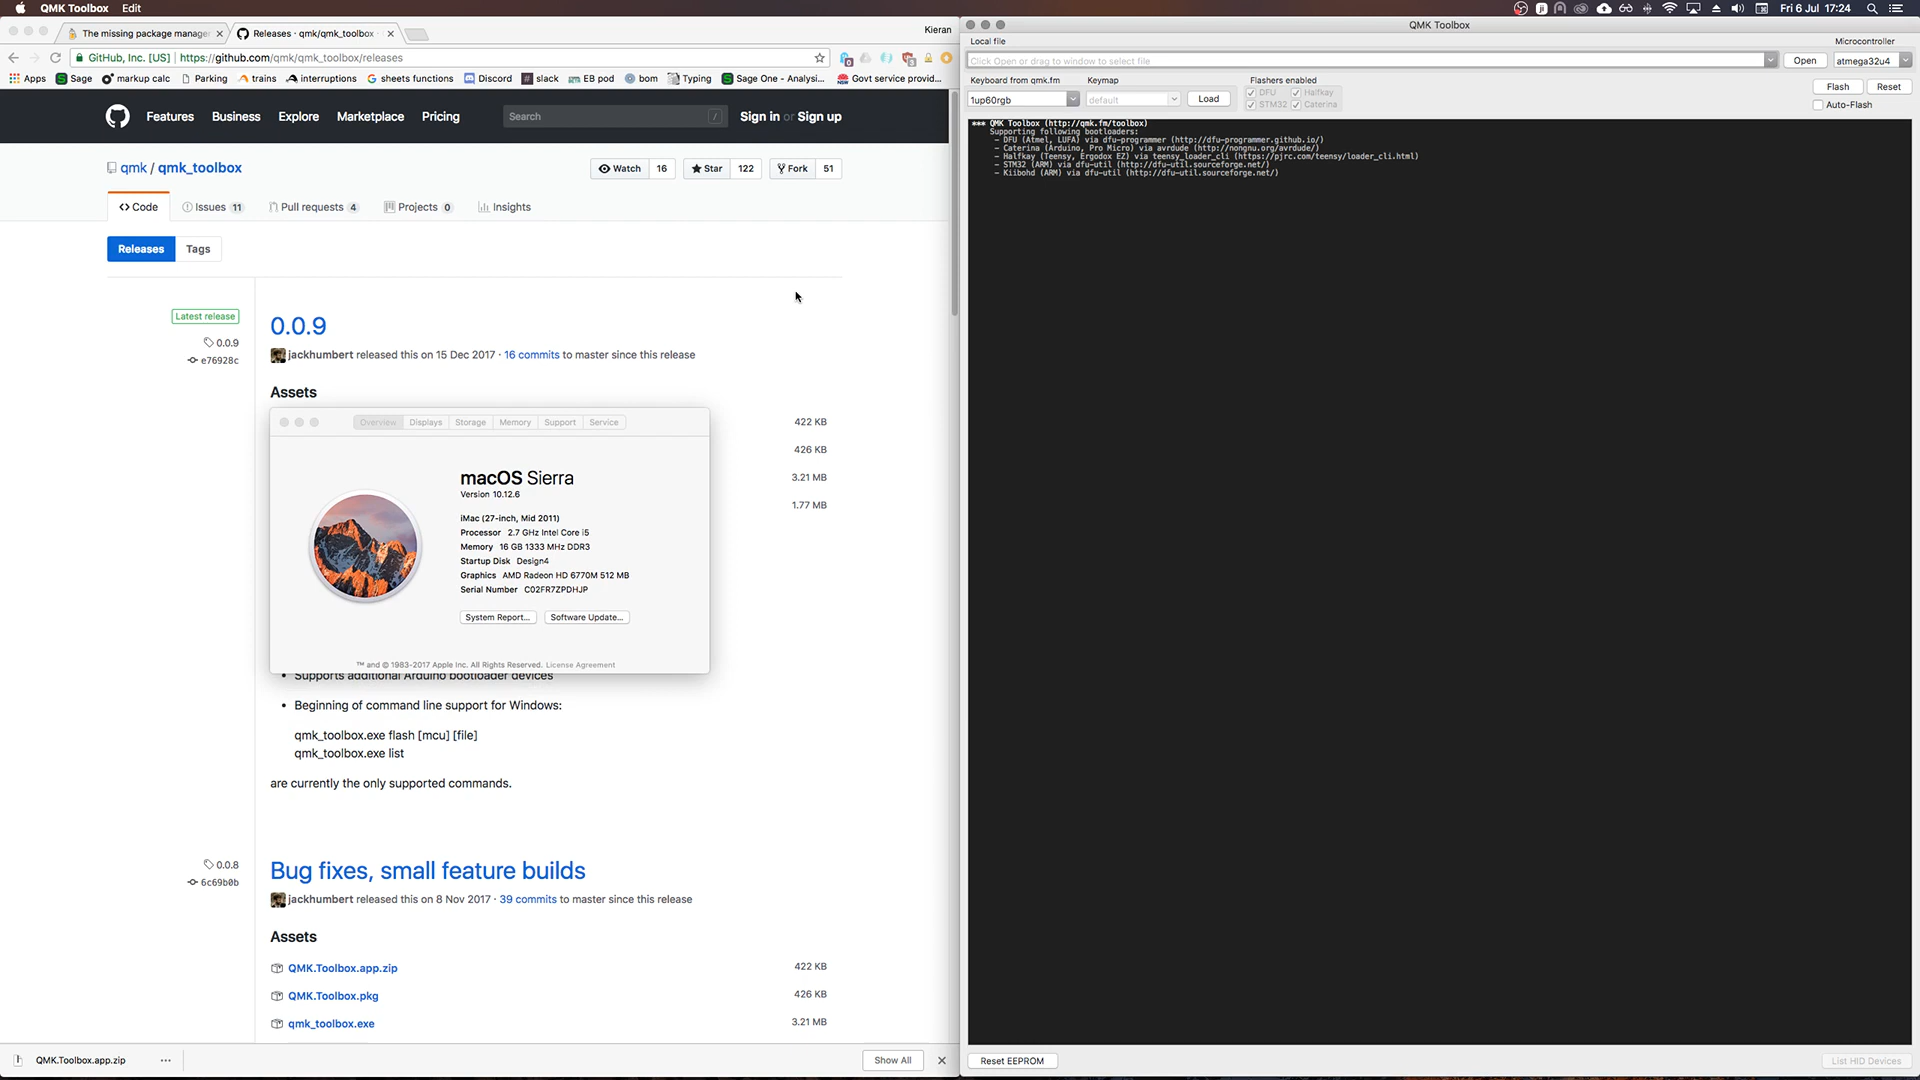 QMK Toolbox Edit
Fri 6 Jul 17:24
The missing package manage
Releases · qmk/qmk_toolbox
Kieran
GitHub, Inc. [US] https://github.com/qmk/qmk_toolbox/releases
Apps Sage markup calc Parking trains interruptions sheets functions Discord slack EB pod bom Typing Sage One - Analysi... Govt service provid...
Features Business Explore Marketplace Pricing Search / Sign in or Sign up
qmk / qmk_toolbox
Watch 16 Star 122 Fork 51
Code Issues 11 Pull requests 4 Projects 0 Insights
Releases Tags
Latest release
0.0.9
e76928c
0.0.9
jackhumbert released this on 15 Dec 2017 · 16 commits to master since this release
Assets
422 KB
426 KB
3.21 MB
1.77 MB
Overview Displays Storage Memory Support Service
macOS Sierra
Version 10.12.6
iMac (27-inch, Mid 2011)
Processor 2.7 GHz Intel Core i5
Memory 16 GB 1333 MHz DDR3
Startup Disk Design4
Graphics AMD Radeon HD 6770M 512 MB
Serial Number C02FR7ZPDHJP
System Report... Software Update...
™ and © 1983-2017 Apple Inc. All Rights Reserved. License Agreement
• Supports additional Arduino bootloader devices
• Beginning of command line support for Windows:
qmk_toolbox.exe flash [mcu] [file]
qmk_toolbox.exe list
are currently the only supported commands.
0.0.8
6c69b0b
Bug fixes, small feature builds
jackhumbert released this on 8 Nov 2017 · 39 commits to master since this release
Assets
QMK.Toolbox.app.zip 422 KB
QMK.Toolbox.pkg 426 KB
qmk_toolbox.exe 3.21 MB
QMK.Toolbox.app.zip ... Show All
QMK Toolbox
Local file Microcontroller
Click Open or drag to window to select file Open atmega32u4
Keyboard from qmk.fm Keymap Flashers enabled
1up60rgb default Load
DFU Halfkay
STM32 Caterina
Flash Reset
Auto-Flash
*** QMK Toolbox (http://qmk.fm/toolbox)
Supporting following bootloaders:
- DFU (Atmel, LUFA) via dfu-programmer (http://dfu-programmer.github.io/)
- Caterina (Arduino, Pro Micro) via avrdude (http://nongnu.org/avrdude/)
- Halfkay (Teensy, Ergodox EZ) via teensy_loader_cli (https://pjrc.com/teensy/loader_cli.html)
- STM32 (ARM) via dfu-util (http://dfu-util.sourceforge.net/)
- Kiibohd (ARM) via dfu-util (http://dfu-util.sourceforge.net/)
Reset EEPROM List HID Devices